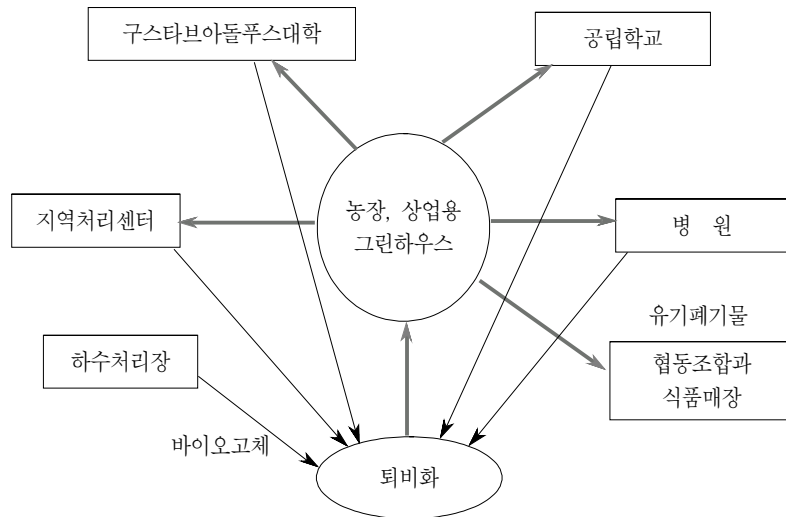 구스타브아돌푸스대학
공립학교
농장, 상업용
그린하우스
지역처리센터
병 원
유기폐기물
하수처리장
협동조합과
식품매장
바이오고체
퇴비화